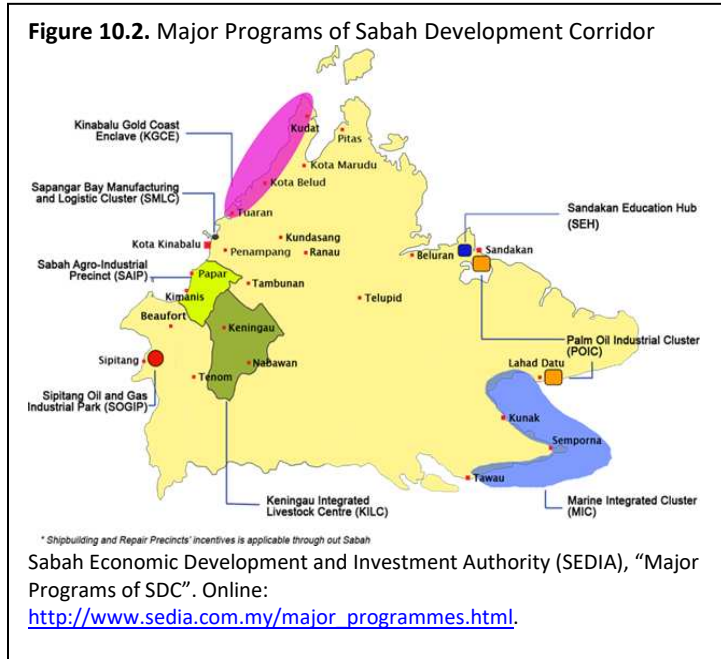 Figure 10.2. Major Programs of Sabah Development Corridor
Kinabalu Gold Coast
Enclave (KGCE)
Kudat
Pitas
Kota Marudu
Sapangar Bay Manufacturing
and Logistic Cluster (SMLC)
Kota Belud
Tuaran
Sandakan Education Hub
(SEH)
Kota Kinabalu
Kundasang
Penampang
Ranau
Beluran
Sandakan
Sabah Agro-Industrial
Precinct (SAIP)
Papar
Tambunan
Kimanis
Telupid
Beaufort
Keningau
Palm Oil Industrial Cluster
(POIC)
Sipitang
Nabawan
Lahad Datu
Tenom
Sipitang Oil and Gas
Industrial Park (SOGIP)
Kunak
Semporna
Tawau
Keningau Integrated
Livestock Centre (KILC)
Marine Integrated Cluster
(MIC)
* Shipbuilding and Repair Precincts' incentives is applicable through out Sabah
Sabah Economic Development and Investment Authority (SEDIA), “Major
Programs of SDC”. Online:
http://www.sedia.com.my/major_programmes.html.